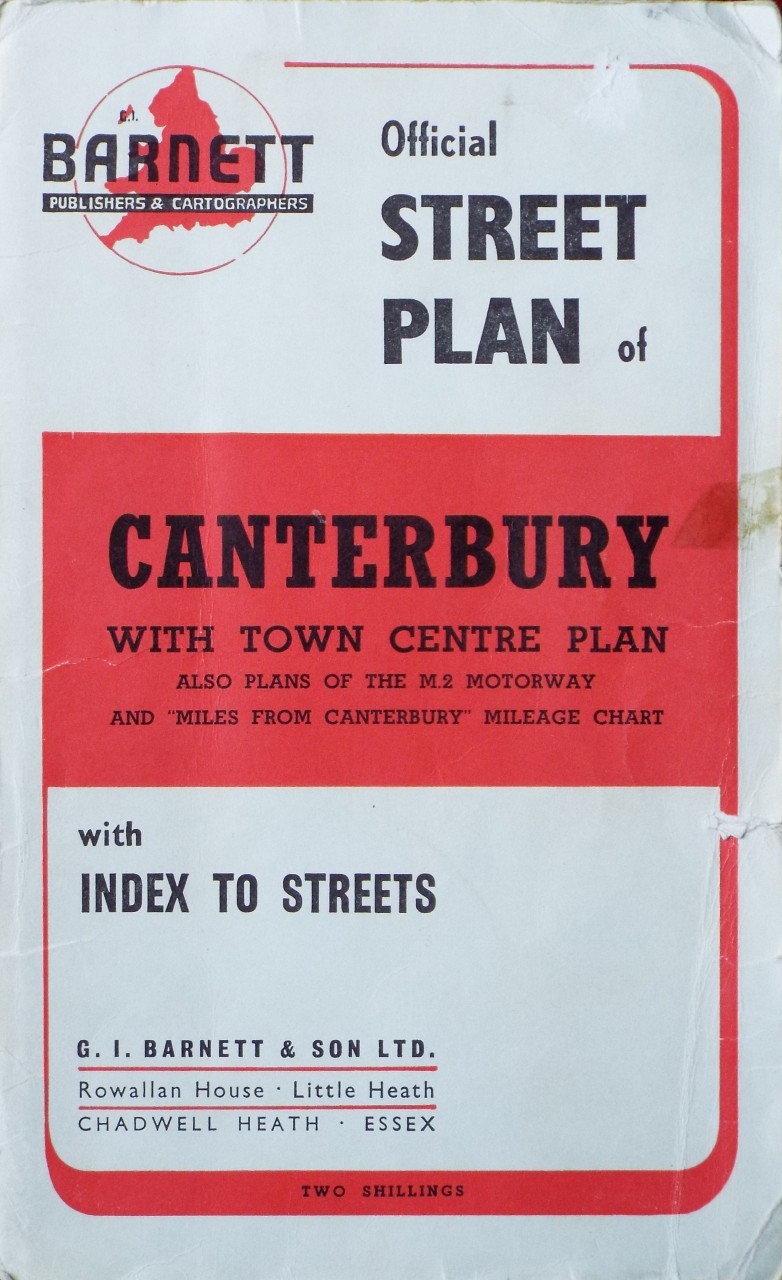 G.I.
BARNETT
PUBLISHERS & CARTOGRAPHERS
Official
STREET
PLAN of
CANTERBURY
WITH TOWN CENTRE PLAN
ALSO PLANS OF THE M.2 MOTORWAY
AND "MILES FROM CANTERBURY" MILEAGE CHART
with
INDEX TO STREETS
G. I. BARNETT & SON LTD.
Rowallan House · Little Heath
CHADWELL HEATH · ESSEX
TWO SHILLINGS